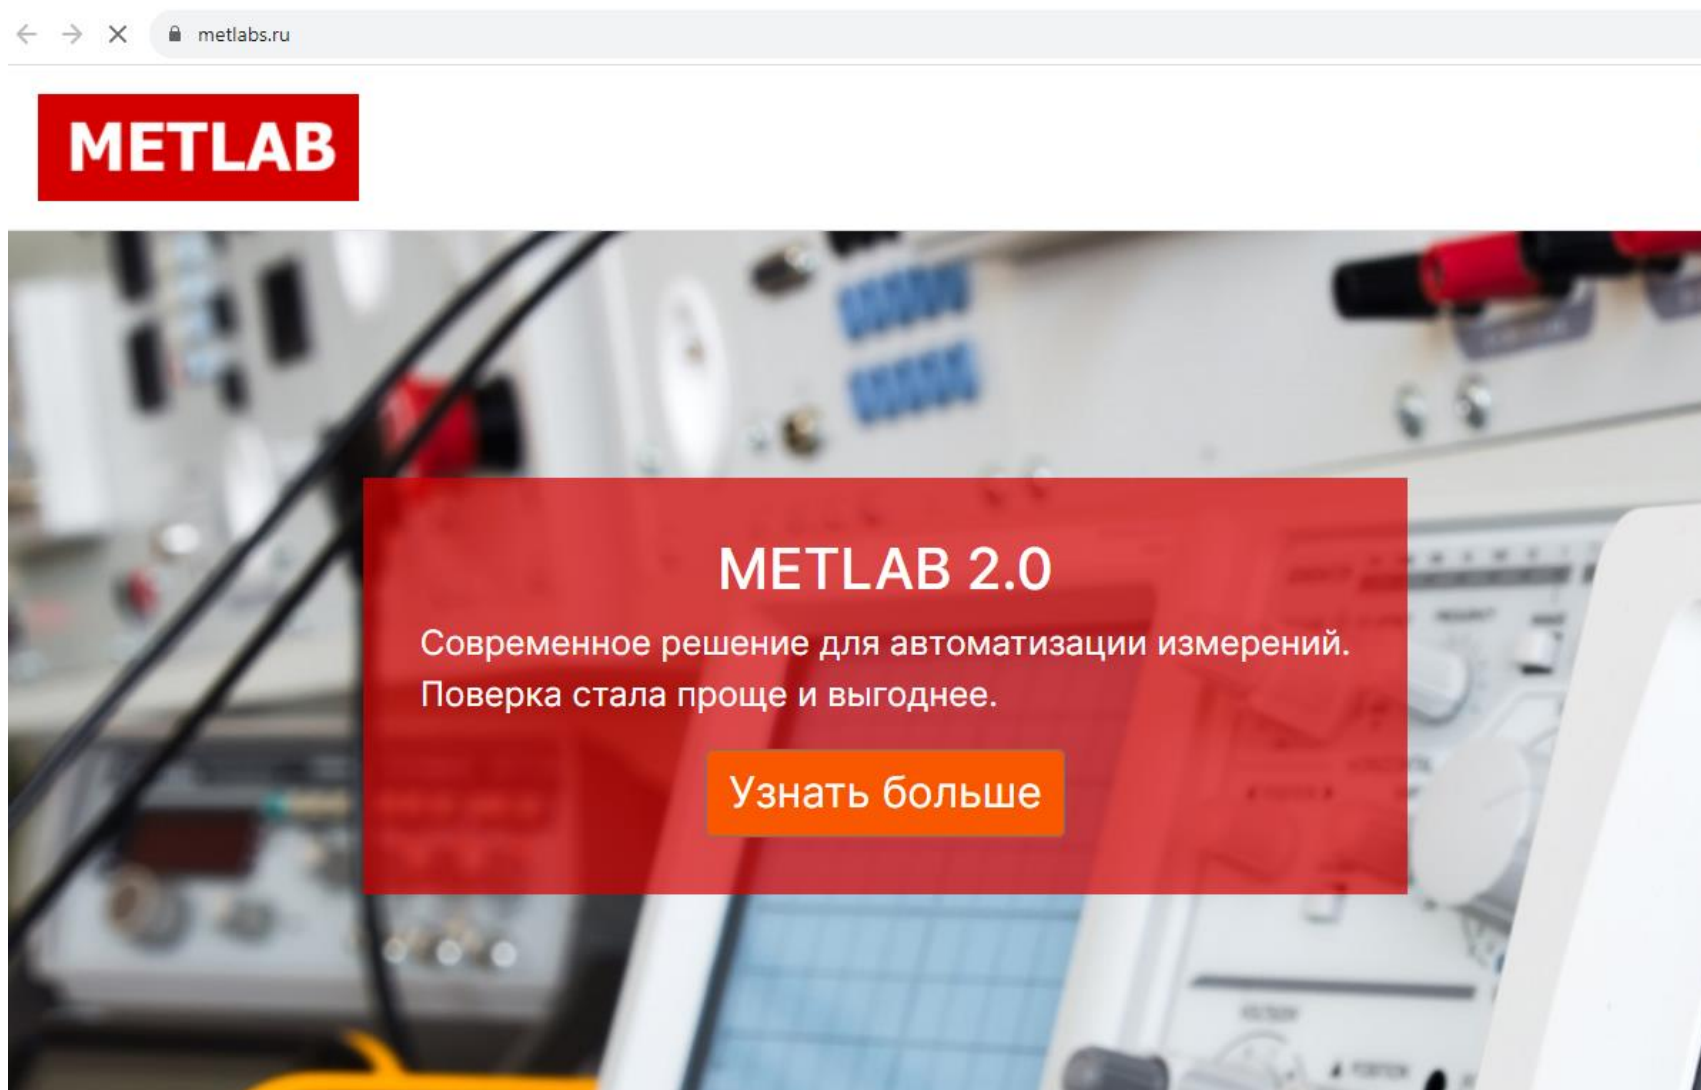 metlabs.ru
METLAB
METLAB 2.0
Современное решение для автоматизации измерений.
Поверка стала проще и выгоднее.
Узнать больше